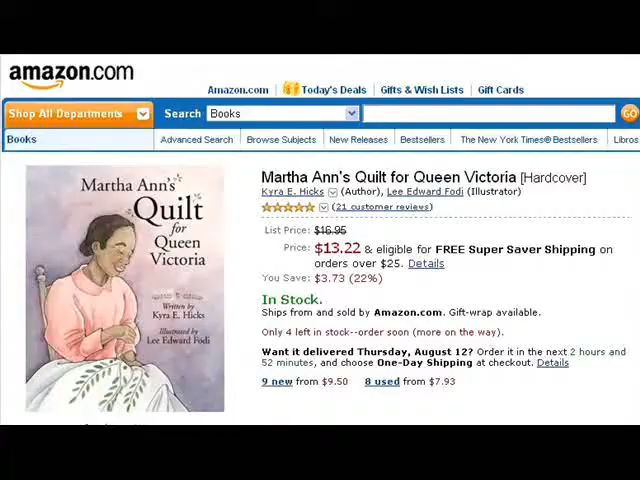 amazon.com
Amazon.com Today's Deals Gifts & Wish Lists Gift Cards
Shop All Departments Search Books GO
Books Advanced Search Browse Subjects New Releases Bestsellers The New York Times® Bestsellers Libros
Martha Ann's
Quilt
for
Queen
Victoria
Written by
Kyra E. Hicks
Illustrated by
Lee Edward Fodi
Martha Ann's Quilt for Queen Victoria [Hardcover]
Kyra E. Hicks (Author), Lee Edward Fodi (Illustrator)
(21 customer reviews)
List Price: $16.95
Price: $13.22 & eligible for FREE Super Saver Shipping on
orders over $25. Details
You Save: $3.73 (22%)
In Stock.
Ships from and sold by Amazon.com. Gift-wrap available.
Only 4 left in stock--order soon (more on the way).
Want it delivered Thursday, August 12? Order it in the next 2 hours and
52 minutes, and choose One-Day Shipping at checkout. Details
9 new from $9.50 8 used from $7.93